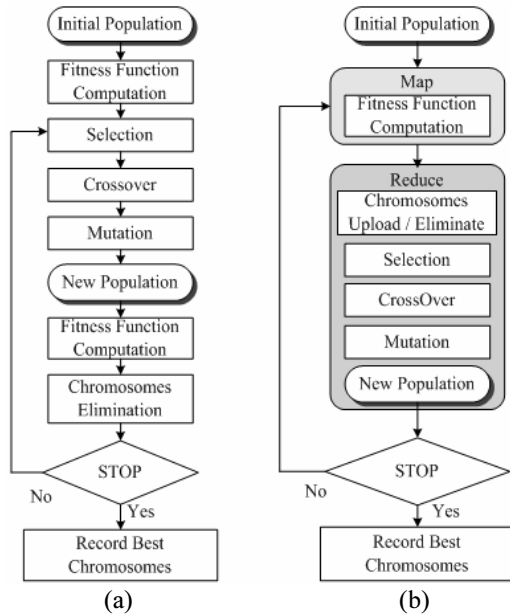 Initial Population
Fitness Function
Computation
Selection
Crossover
Mutation
New Population
Fitness Function
Computation
Chromosomes
Elimination
STOP
No
Yes
Record Best
Chromosomes
(a)
Initial Population
Map
Fitness Function
Computation
Reduce
Chromosomes
Upload / Eliminate
Selection
CrossOver
Mutation
New Population
STOP
No
Yes
Record Best
Chromosomes
(b)